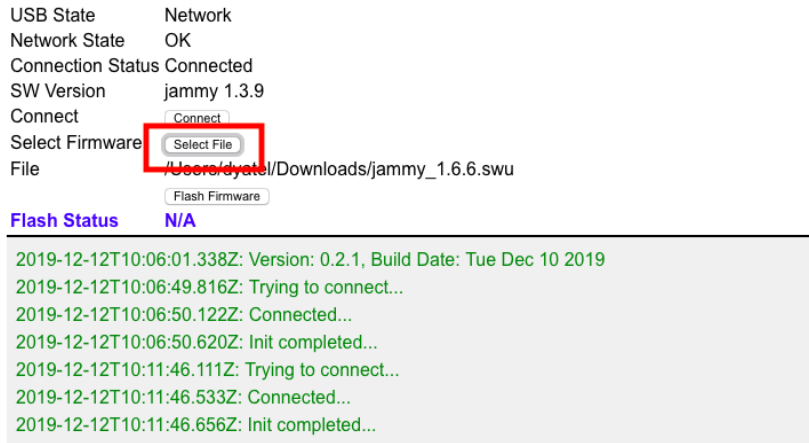 USB State Network
Network State OK
Connection Status Connected
SW Version jammy 1.3.9
Connect Connect
Select Firmware Select File
File /Users/dyatel/Downloads/jammy_1.6.6.swu
Flash Firmware
Flash Status N/A
2019-12-12T10:06:01.338Z: Version: 0.2.1, Build Date: Tue Dec 10 2019
2019-12-12T10:06:49.816Z: Trying to connect...
2019-12-12T10:06:50.122Z: Connected...
2019-12-12T10:06:50.620Z: Init completed...
2019-12-12T10:11:46.111Z: Trying to connect...
2019-12-12T10:11:46.533Z: Connected...
2019-12-12T10:11:46.656Z: Init completed...